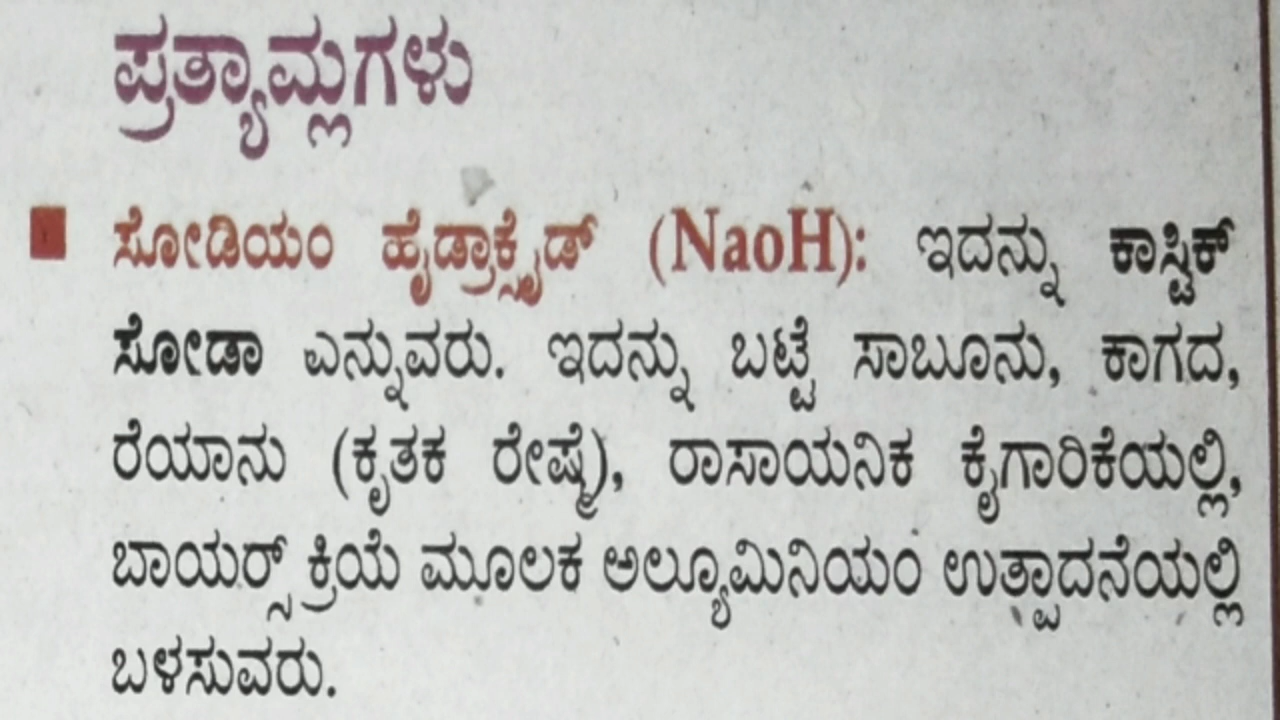 ಪ್ರತ್ಯಾಮ್ಲಗಳು
ಸೋಡಿಯಂ ಹೈಡ್ರಾಕ್ಸೈಡ್ (NaoH): ಇದನ್ನು ಕಾಸ್ಟಿಕ್
ಸೋಡಾ ಎನ್ನುವರು. ಇದನ್ನು ಬಟ್ಟೆ ಸಾಬೂನು, ಕಾಗದ,
ರೆಯಾನು (ಕೃತಕ ರೇಷ್ಮೆ), ರಾಸಾಯನಿಕ ಕೈಗಾರಿಕೆಯಲ್ಲಿ,
ಬಾಯರ್ಸ್ ಕ್ರಿಯೆ ಮೂಲಕ ಅಲ್ಯೂಮಿನಿಯಂ ಉತ್ಪಾದನೆಯಲ್ಲಿ
ಬಳಸುವರು.